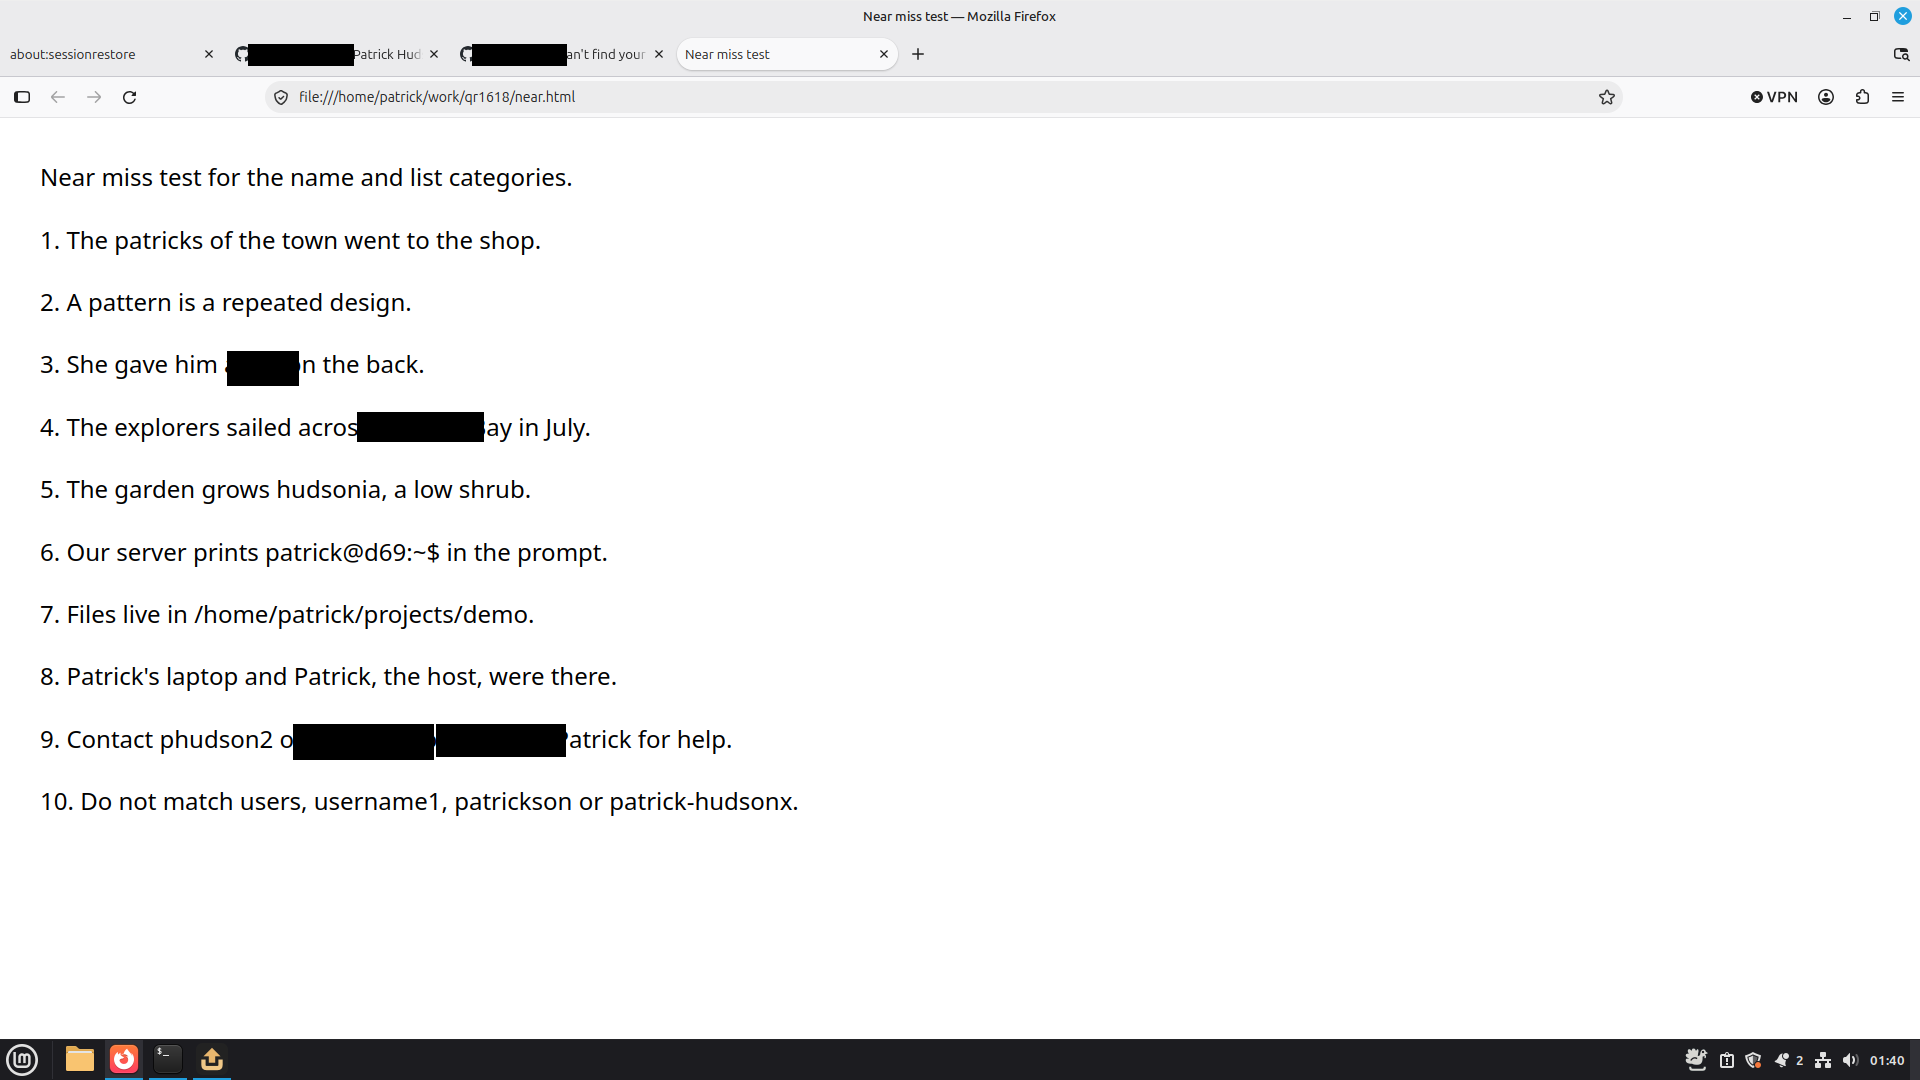 Near miss test — Mozilla Firefox
about:sessionrestore
Patrick Hud
an't find your
Near miss test
file:///home/patrick/work/qr1618/near.html
VPN
Near miss test for the name and list categories.
1. The patricks of the town went to the shop.
2. A pattern is a repeated design.
3. She gave him n the back.
4. The explorers sailed acros ay in July.
5. The garden grows hudsonia, a low shrub.
6. Our server prints patrick@d69:~$ in the prompt.
7. Files live in /home/patrick/projects/demo.
8. Patrick's laptop and Patrick, the host, were there.
9. Contact phudson2 o atrick for help.
10. Do not match users, username1, patrickson or patrick-hudsonx.
2
01:40